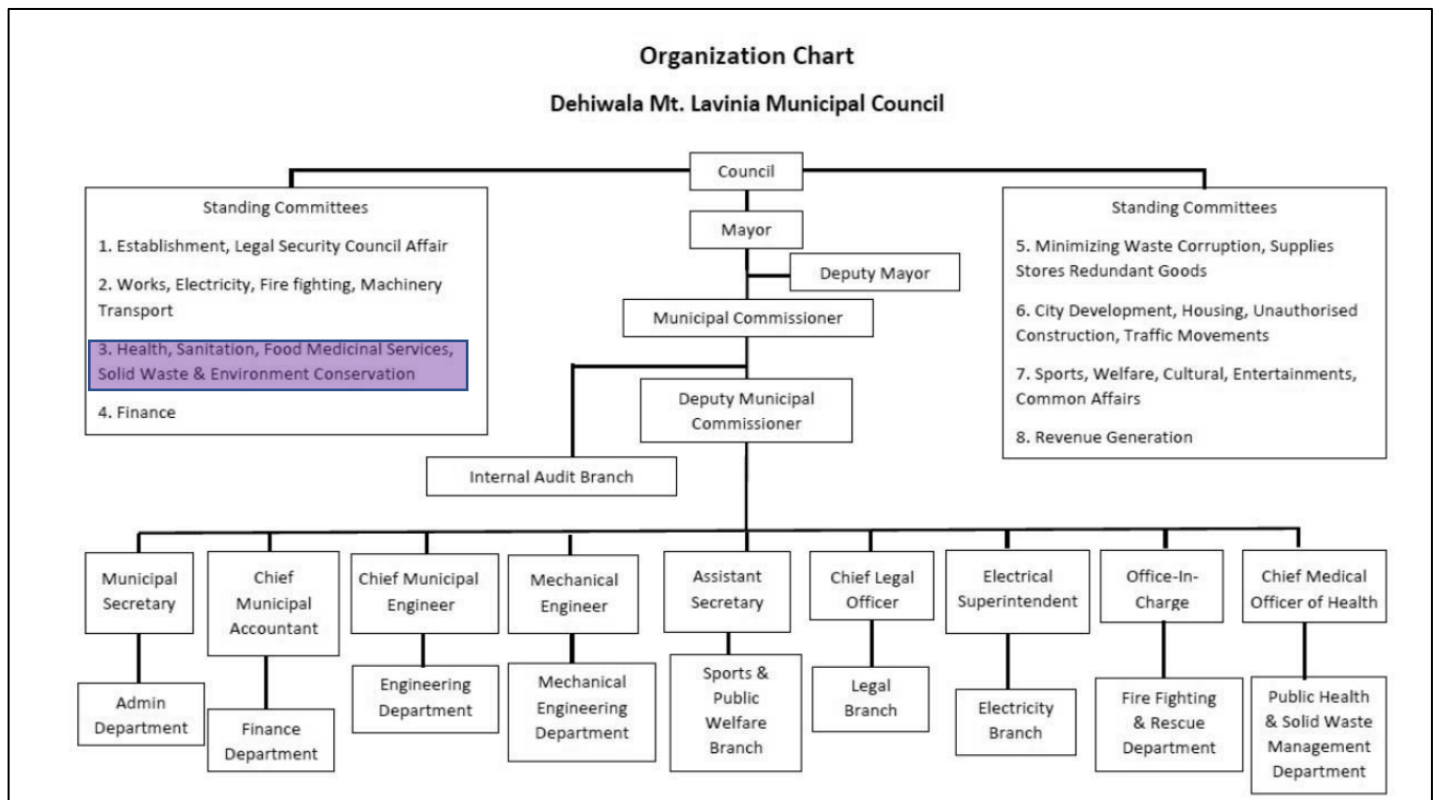 Organization Chart
Dehiwala Mt. Lavinia Municipal Council
Council
Standing Committees
1. Establishment, Legal Security Council Affair
2. Works, Electricity, Fire fighting, Machinery
Transport
3. Health, Sanitation, Food Medicinal Services,
Solid Waste & Environment Conservation
4. Finance
Mayor
Deputy Mayor
Municipal Commissioner
Deputy Municipal
Commissioner
Internal Audit Branch
Standing Committees
5. Minimizing Waste Corruption, Supplies
Stores Redundant Goods
6. City Development, Housing, Unauthorised
Construction, Traffic Movements
7. Sports, Welfare, Cultural, Entertainments,
Common Affairs
8. Revenue Generation
Municipal
Secretary
Chief
Municipal
Accountant
Chief Municipal
Engineer
Mechanical
Engineer
Assistant
Secretary
Chief Legal
Officer
Electrical
Superintendent
Office-In-
Charge
Chief Medical
Officer of Health
Admin
Department
Finance
Department
Engineering
Department
Mechanical
Engineering
Department
Sports &
Public
Welfare
Branch
Legal
Branch
Electricity
Branch
Fire Fighting
& Rescue
Department
Public Health
& Solid Waste
Management
Department